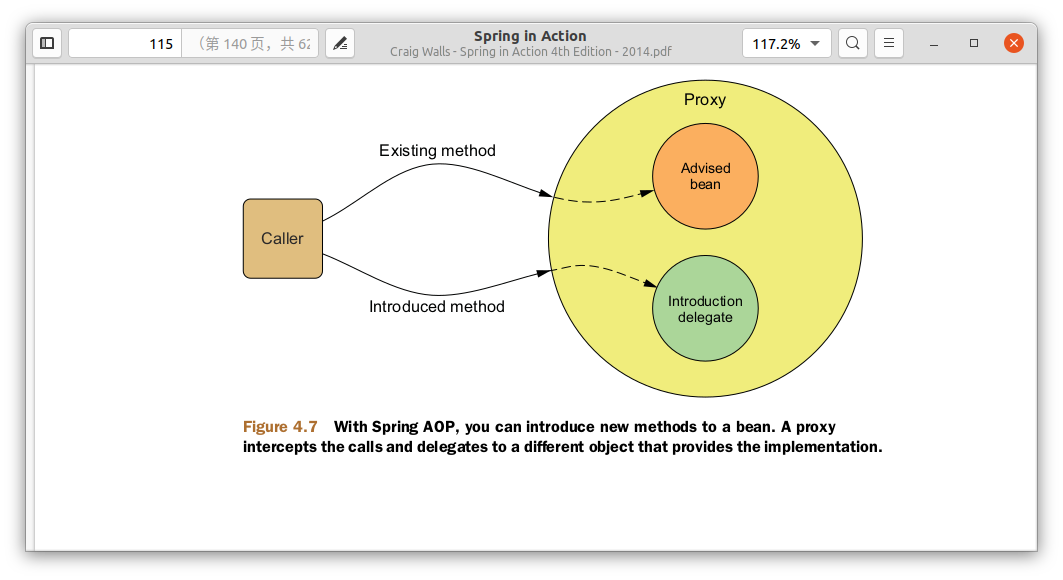 Spring in Action
Craig Walls - Spring in Action 4th Edition - 2014.pdf
115
（第 140 页，共 62
117.2%
Proxy
Existing method
Advised
bean
Caller
Introduced method
Introduction
delegate
Figure 4.7 With Spring AOP, you can introduce new methods to a bean. A proxy
intercepts the calls and delegates to a different object that provides the implementation.